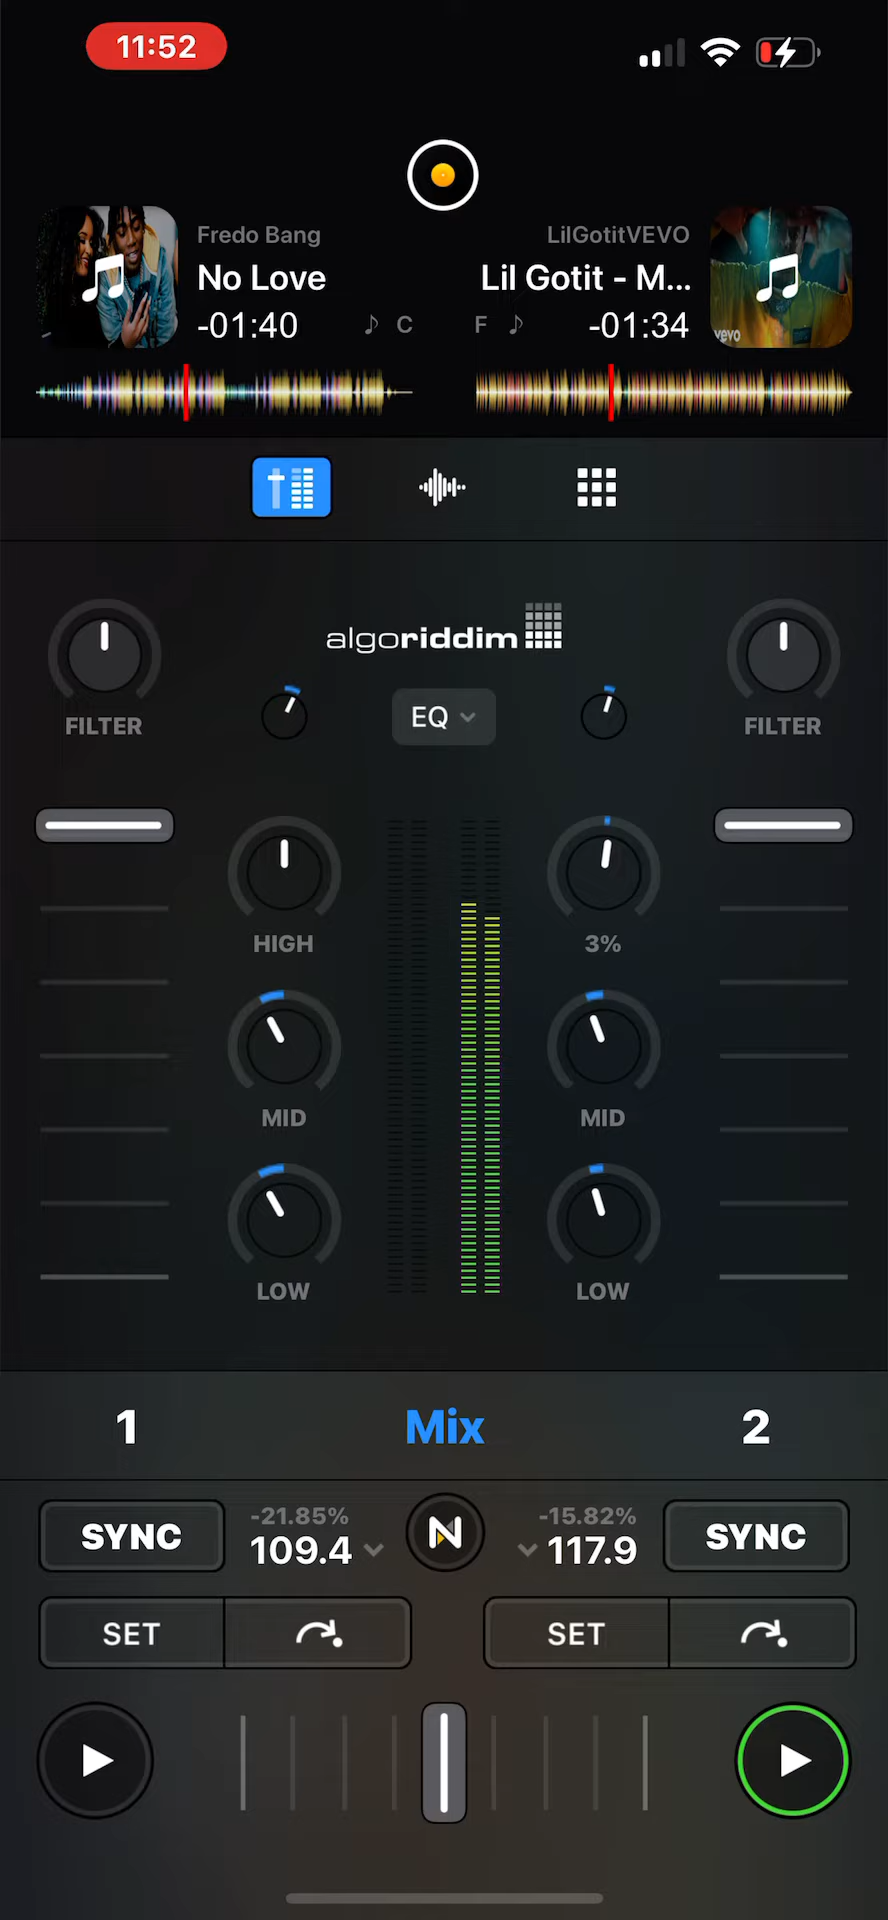 11:52
Fredo Bang
No Love
-01:40
C
LilGotitVEVO
Lil Gotit - M...
F
-01:34
vevo
algoriddim
FILTER
EQ
FILTER
HIGH
3%
MID
MID
LOW
LOW
1
Mix
2
SYNC
-21.85%
109.4
N
-15.82%
117.9
SYNC
SET
SET